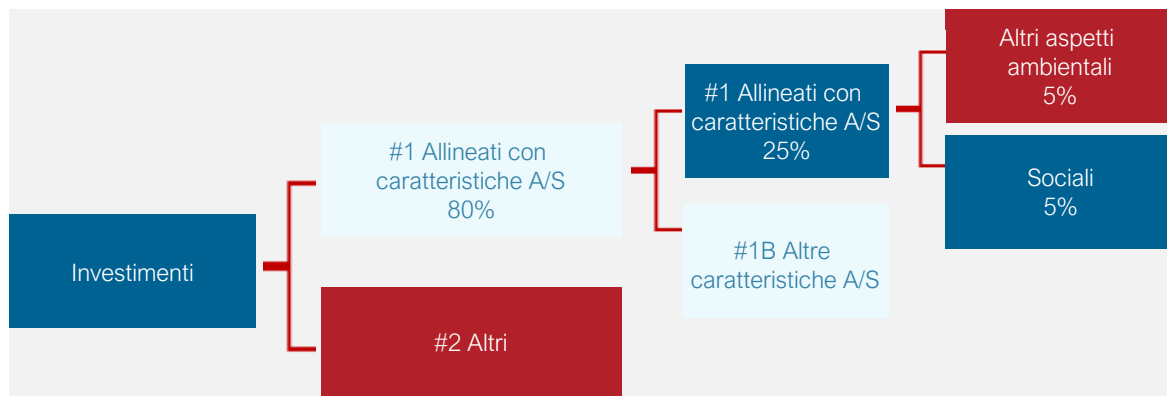 Investimenti
#1 Allineati con
caratteristiche A/S
80%
#2 Altri
#1 Allineati con
caratteristiche A/S
25%
#1B Altre
caratteristiche A/S
Altri aspetti
ambientali
5%
Sociali
5%